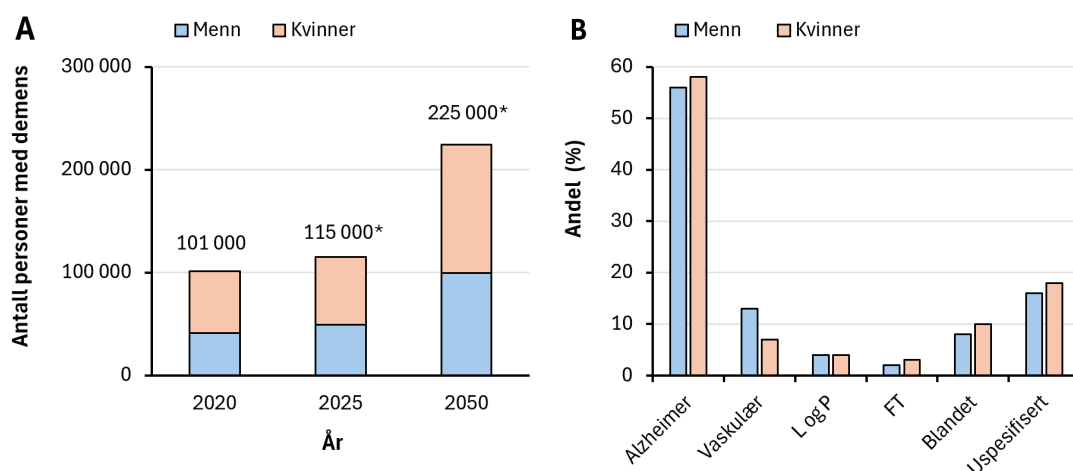 A
Menn Kvinner
Antall personer med demens
300 000
200 000
100 000
0
101 000
115 000*
225 000*
2020 2025 2050
År
B
Menn Kvinner
Andel (%)
60
50
40
30
20
10
0
Alzheimer
Vaskulær
L og P
FT
Blandet
Uspesifisert